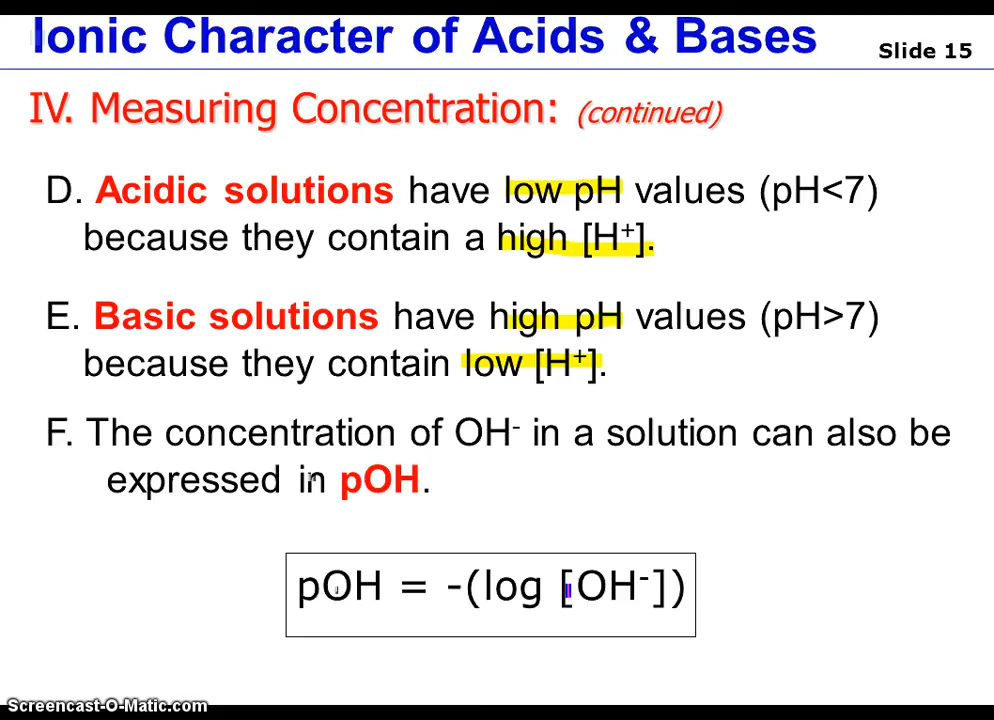 Ionic Character of Acids & Bases
Slide 15
IV. Measuring Concentration: (continued)
D. Acidic solutions have low pH values (pH<7)
because they contain a high [H⁺].
E. Basic solutions have high pH values (pH>7)
because they contain low [H⁺].
F. The concentration of OH⁻ in a solution can also be
expressed in pOH.
pOH = -(log [OH⁻])
Screencast-O-Matic.com